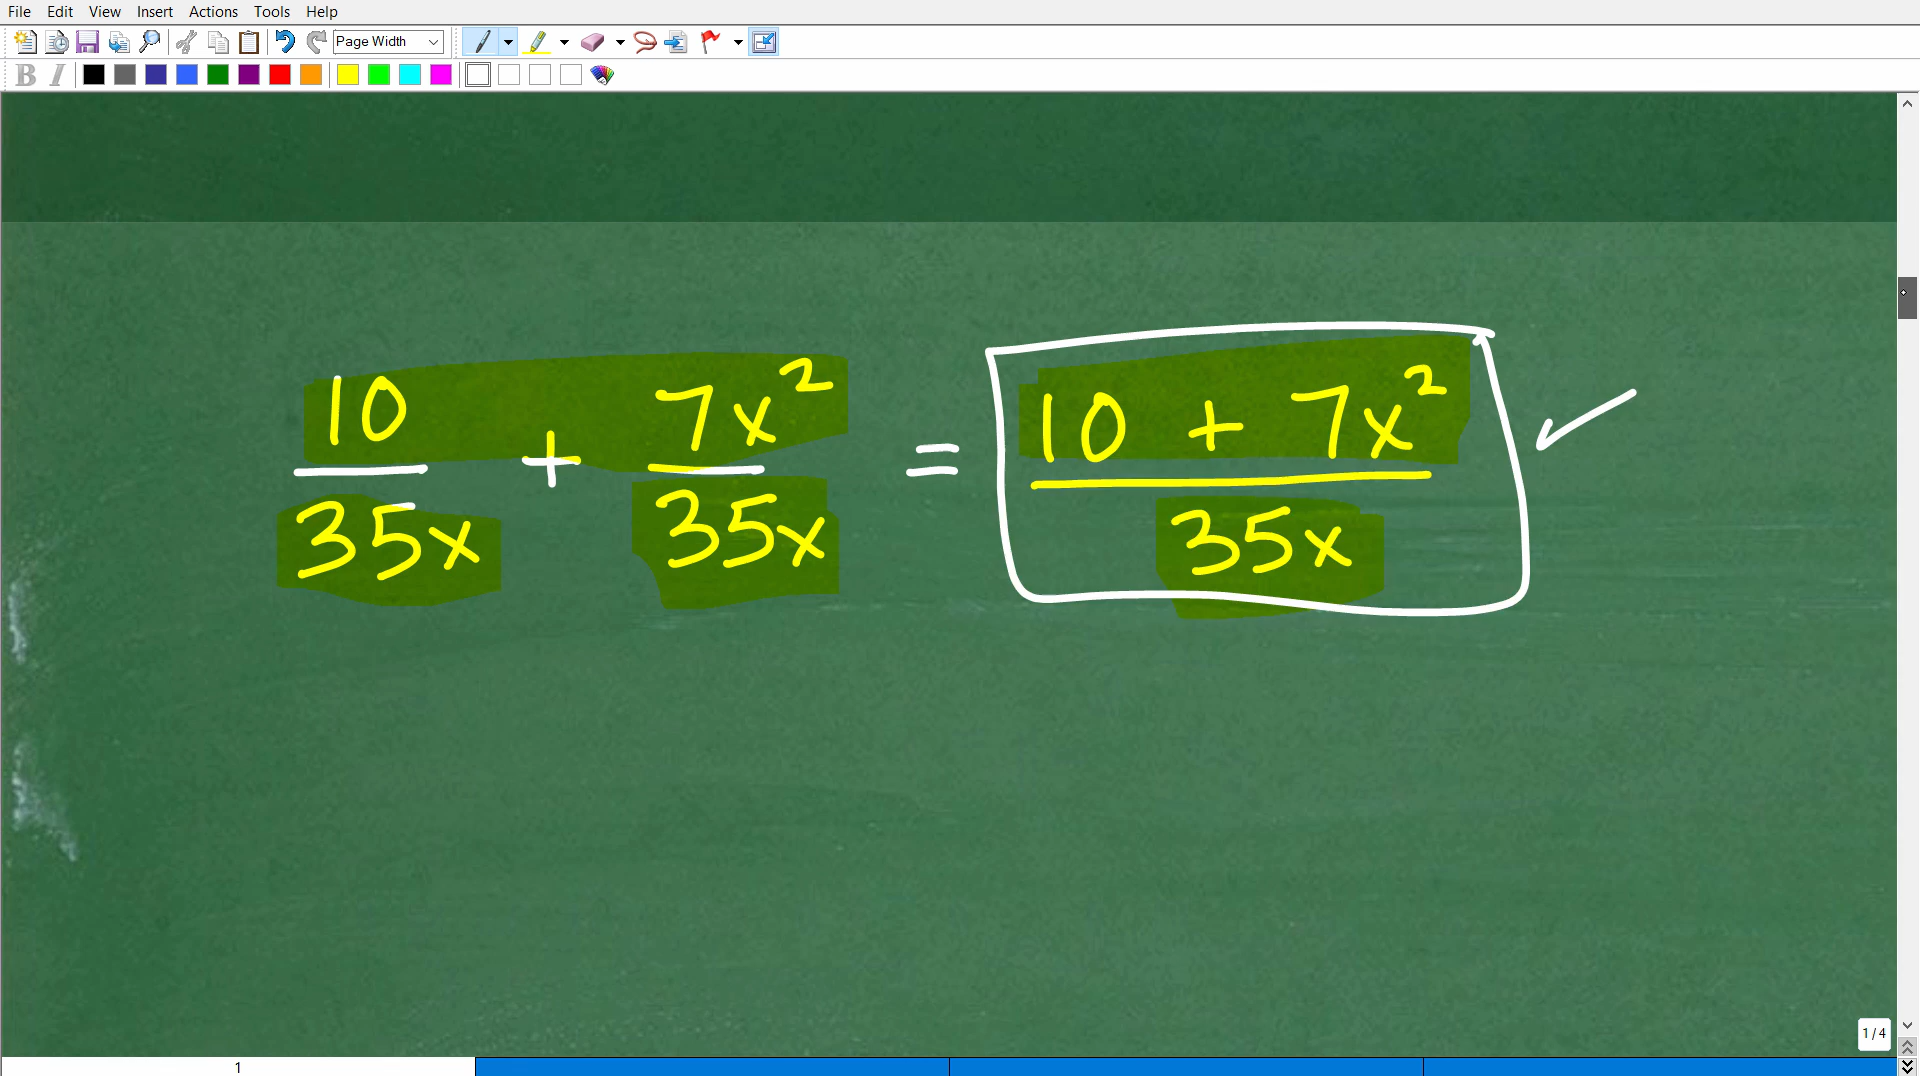 File Edit View Insert Actions Tools Help
Page Width
B I
10/35x + 7x²/35x = 10 + 7x²/35x ✓
1/4
1